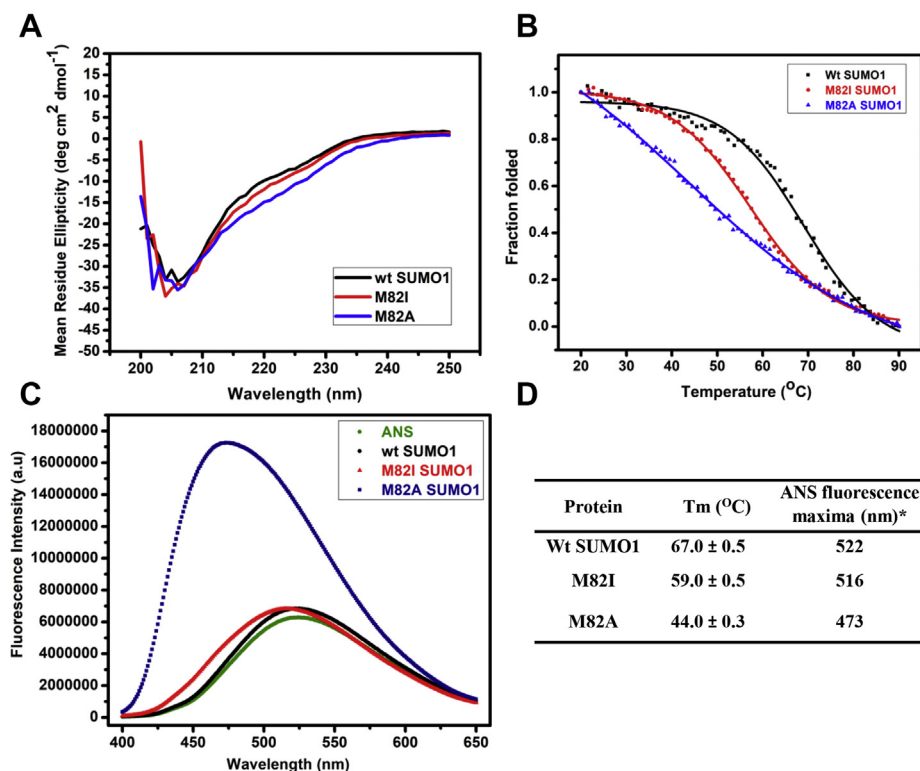 A
20
15
10
5
0
-5
-10
-15
-20
-25
-30
-35
-40
-45
-50
Mean Residue Ellipticity (deg cm² dmol⁻¹)
wt SUMO1
M82I
M82A
200 210 220 230 240 250
Wavelength (nm)
B
1.0
0.8
0.6
0.4
0.2
0.0
Fraction folded
Wt SUMO1
M82I SUMO1
M82A SUMO1
20 30 40 50 60 70 80 90
Temperature (ᴼC)
C
18000000
16000000
14000000
12000000
10000000
8000000
6000000
4000000
2000000
0
Fluorescence Intensity (a.u)
ANS
wt SUMO1
M82I SUMO1
M82A SUMO1
400 450 500 550 600 650
Wavelength (nm)
D
Protein Tm (ᴼC) ANS fluorescence maxima (nm)*
Wt SUMO1 67.0 ± 0.5 522
M82I 59.0 ± 0.5 516
M82A 44.0 ± 0.3 473